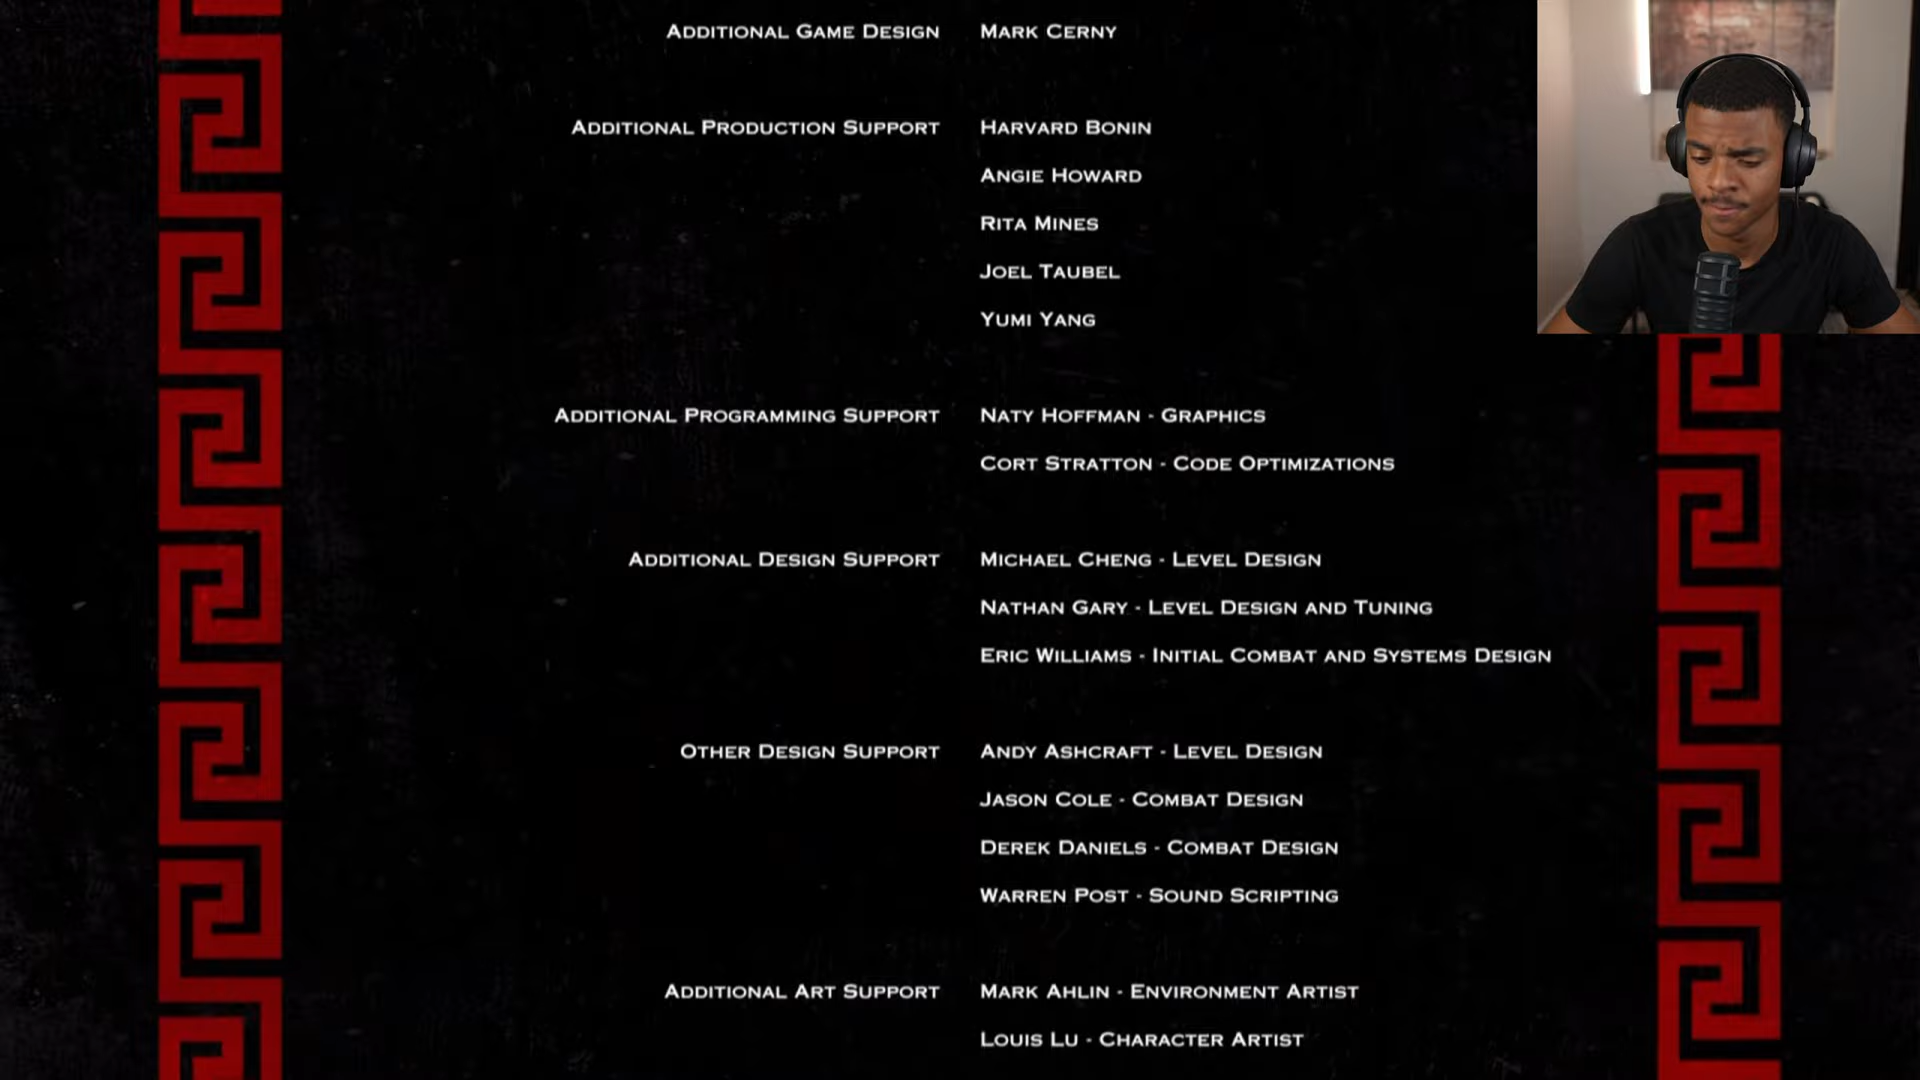 Additional Game Design Mark Cerny
Additional Production Support Harvard Bonin
Angie Howard
Rita Mines
Joel Taubel
Yumi Yang
Additional Programming Support Naty Hoffman - Graphics
Cort Stratton - Code Optimizations
Additional Design Support Michael Cheng - Level Design
Nathan Gary - Level Design and Tuning
Eric Williams - Initial Combat and Systems Design
Other Design Support Andy Ashcraft - Level Design
Jason Cole - Combat Design
Derek Daniels - Combat Design
Warren Post - Sound Scripting
Additional Art Support Mark Ahlin - Environment Artist
Louis Lu - Character Artist